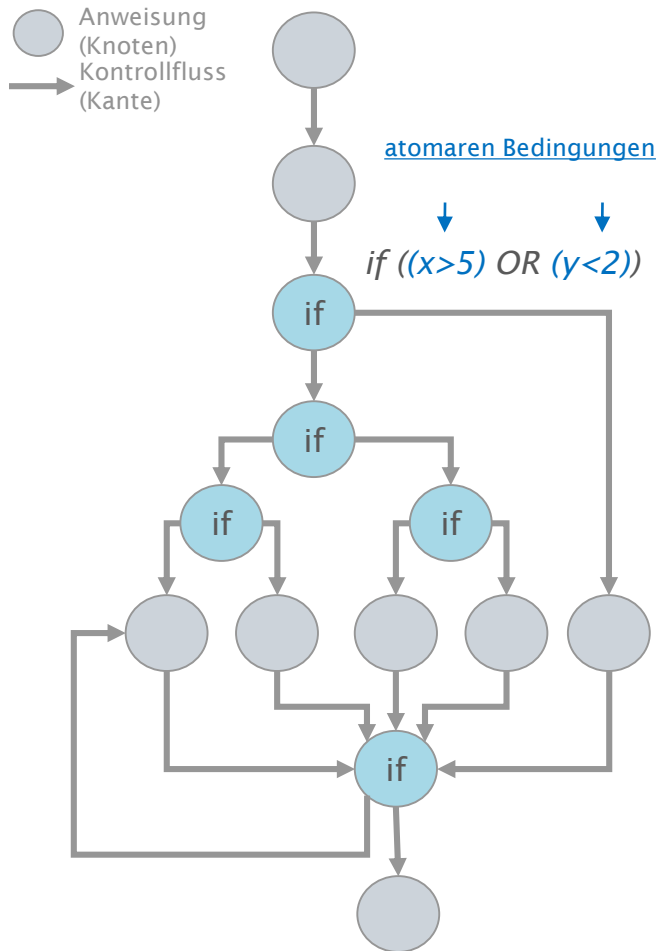 Anweisung
(Knoten)
Kontrollfluss
(Kante)
atomaren Bedingungen
if ((x>5) OR (y<2))
if
if
if
if
if